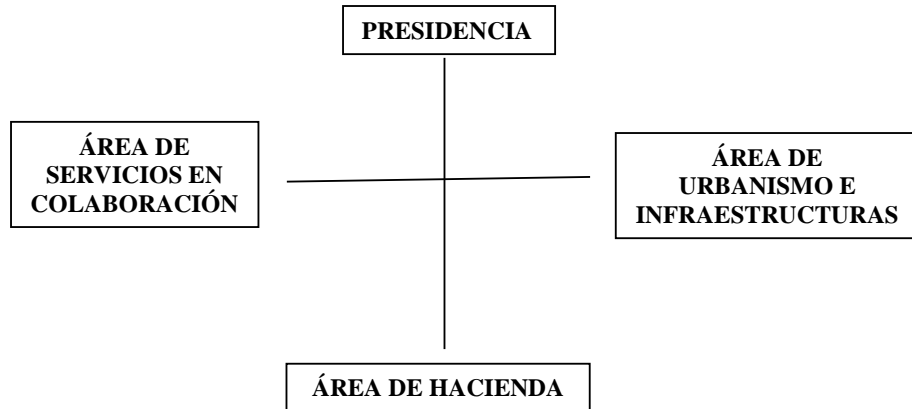 PRESIDENCIA
ÁREA DE
SERVICIOS EN
COLABORACIÓN
ÁREA DE
URBANISMO E
INFRAESTRUCTURAS
ÁREA DE HACIENDA